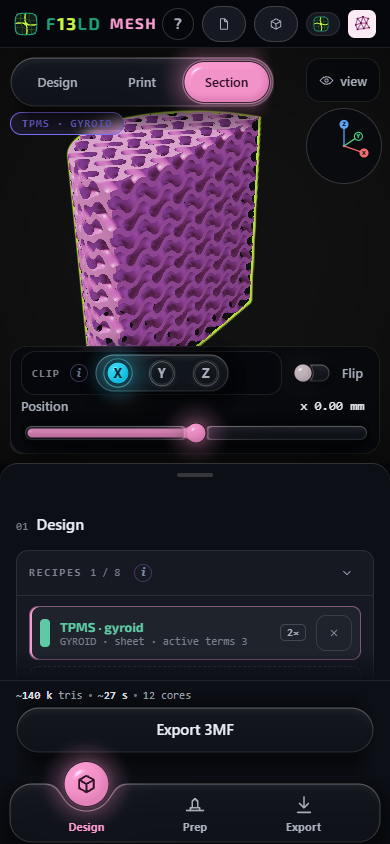 F13LD MESH ?
Design Print Section
view
TPMS · GYROID
Z
Y
X
CLIP i X Y Z Flip
Position x 0.00 mm
01 Design
RECIPES 1 / 8 i
TPMS · gyroid
GYROID · sheet · active terms 3
2×
×
~140 k tris • ~27 s • 12 cores
Export 3MF
Design Prep Export